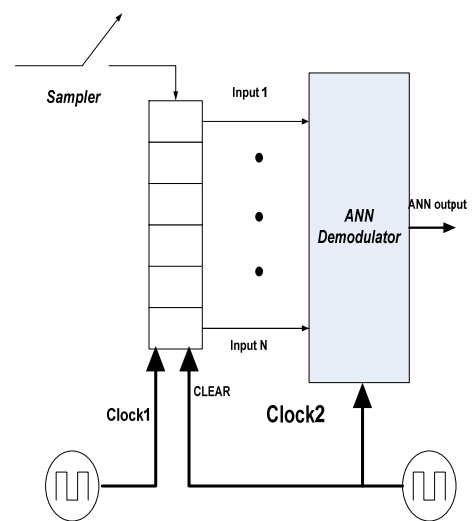 Sampler
Input 1
ANN output
ANN
Demodulator
Input N
CLEAR
Clock1
Clock2